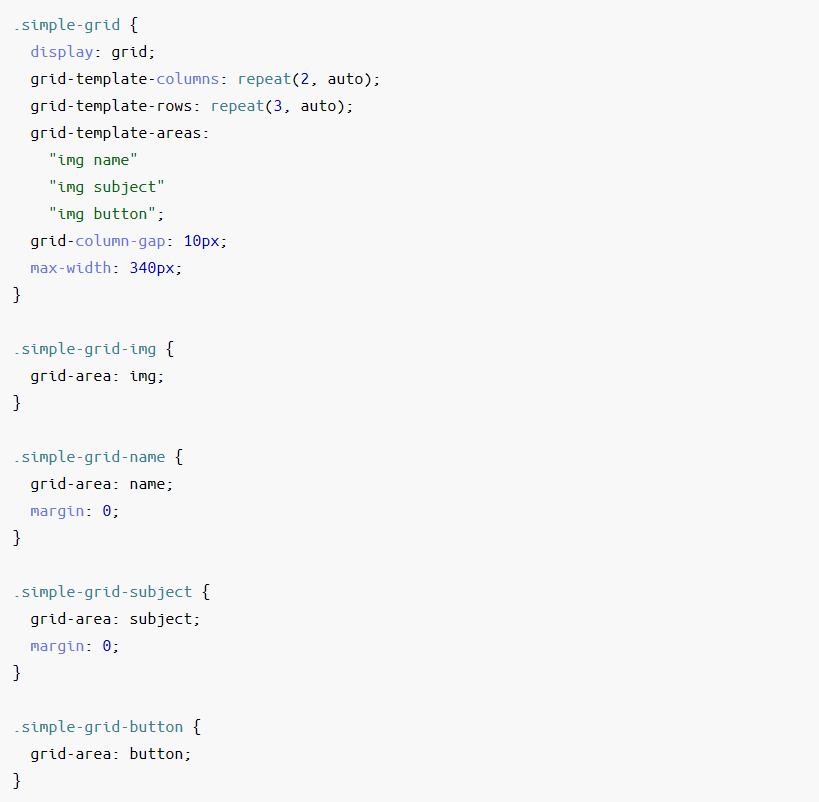 .simple-grid {
  display: grid;
  grid-template-columns: repeat(2, auto);
  grid-template-rows: repeat(3, auto);
  grid-template-areas:
    "img name"
    "img subject"
    "img button";
  grid-column-gap: 10px;
  max-width: 340px;
}

.simple-grid-img {
  grid-area: img;
}

.simple-grid-name {
  grid-area: name;
  margin: 0;
}

.simple-grid-subject {
  grid-area: subject;
  margin: 0;
}

.simple-grid-button {
  grid-area: button;
}